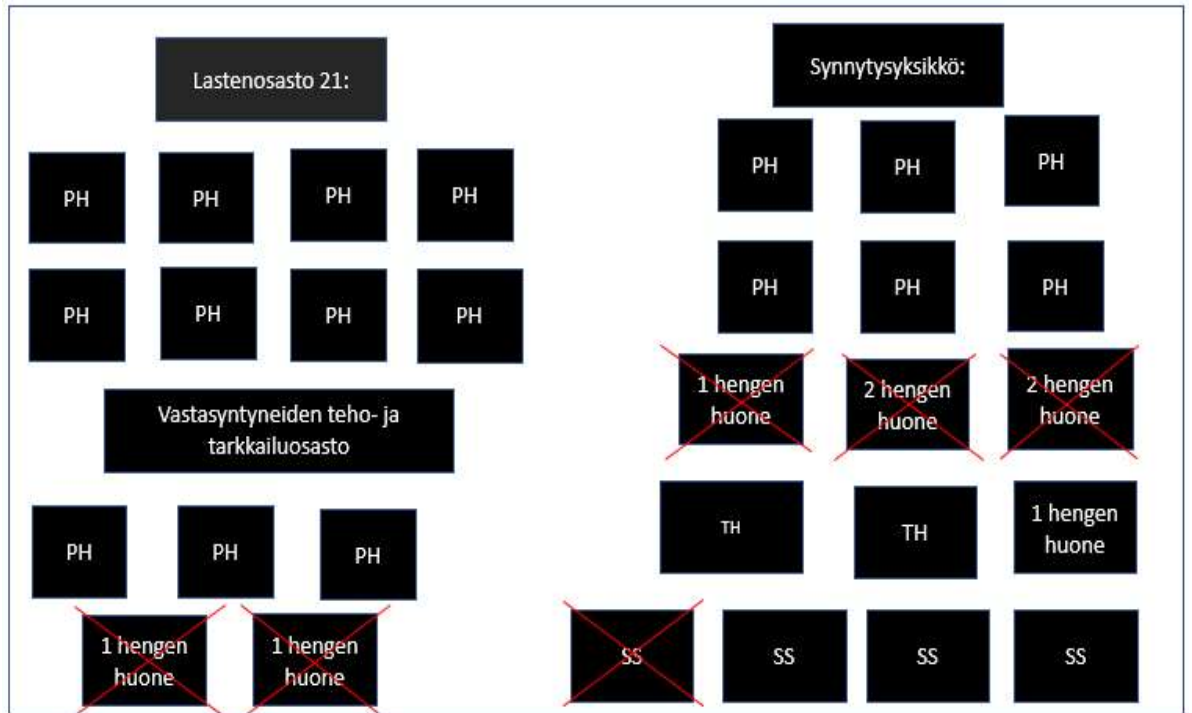 Lastenosasto 21:
PH
PH
PH
PH
PH
PH
PH
PH
Vastasyntyneiden teho- ja
tarkkailuosasto
PH
PH
PH
1 hengen
huone
1 hengen
huone
Synnytysyksikkö:
PH
PH
PH
PH
PH
PH
1 hengen
huone
2 hengen
huone
2 hengen
huone
TH
TH
1 hengen
huone
SS
SS
SS
SS